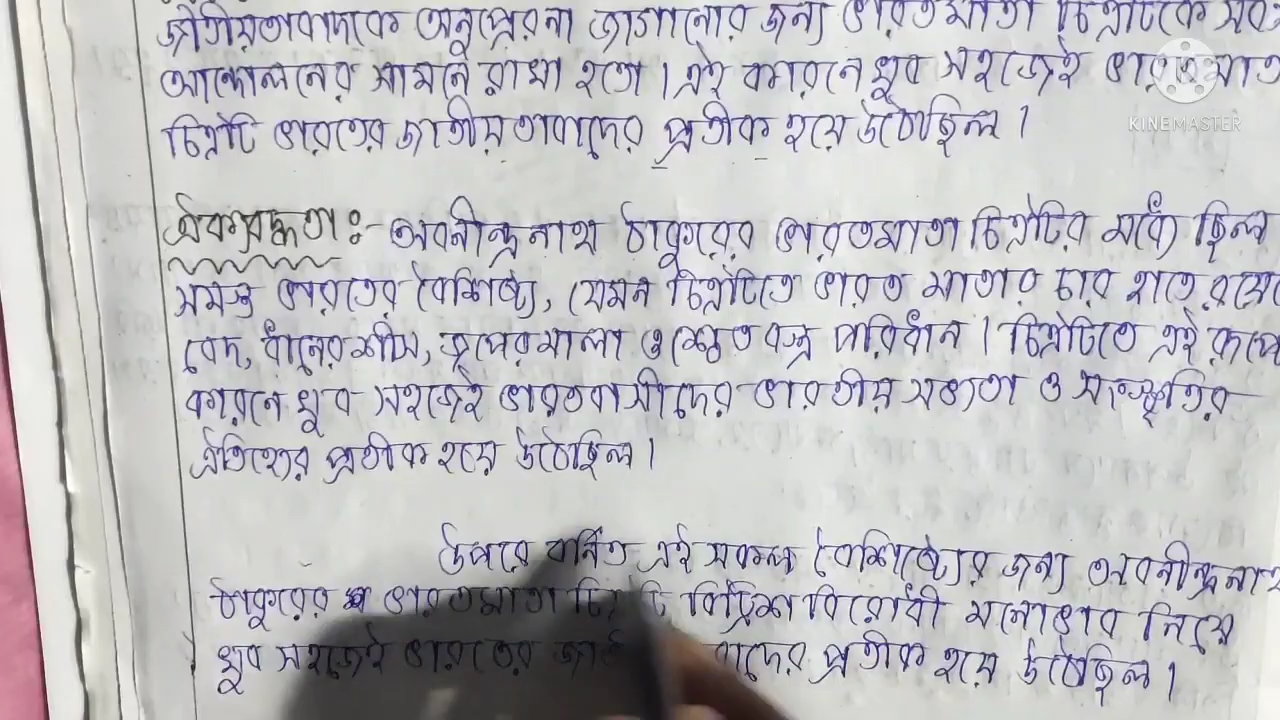 জাতীয়তাবাদকে অনুপ্রেরনা জাগানোর জন্য ভারতমাতা চিত্রটিকে
আন্দোলনের সামনে রাখা হতো। এই কারনে খুব সহজেই ভারত মাতা
KINEMASTER
চিত্রটি ভারতের জাতীয়তাবাদের প্রতীক হয়ে উঠেছিল।
ঐক্যবদ্ধতাঃ- অবনীন্দ্রনাথ ঠাকুরের ভারতমাতা চিত্রটির মধ্যে ছিল
সমস্ত ভারতের বৈশিষ্ট্য, যেমন চিত্রটিতে ভারত মাতার চার হাতে রয়েছে
বেদ, ধানের শীস, জপের মালা ও শ্বেতবস্ত্র পরিধান। চিত্রটিতে এই রূপের
কারনে খুব সহজেই ভারতবাসীদের ভারতীয় সভ্যতা ও সংস্কৃতির
ঐতিহ্যের প্রতীক হয়ে উঠেছিল।
উপরে বর্নিত এই সকল বৈশিষ্ট্যের জন্য অবনীন্দ্রনাথ
ঠাকুরের ভারতমাতা চিত্রটি ব্রিটিশ বিরোধী মনোভাব নিয়ে
খুব সহজেই ভারতের জাতীয়তাবাদের প্রতীক হয়ে উঠেছিল।